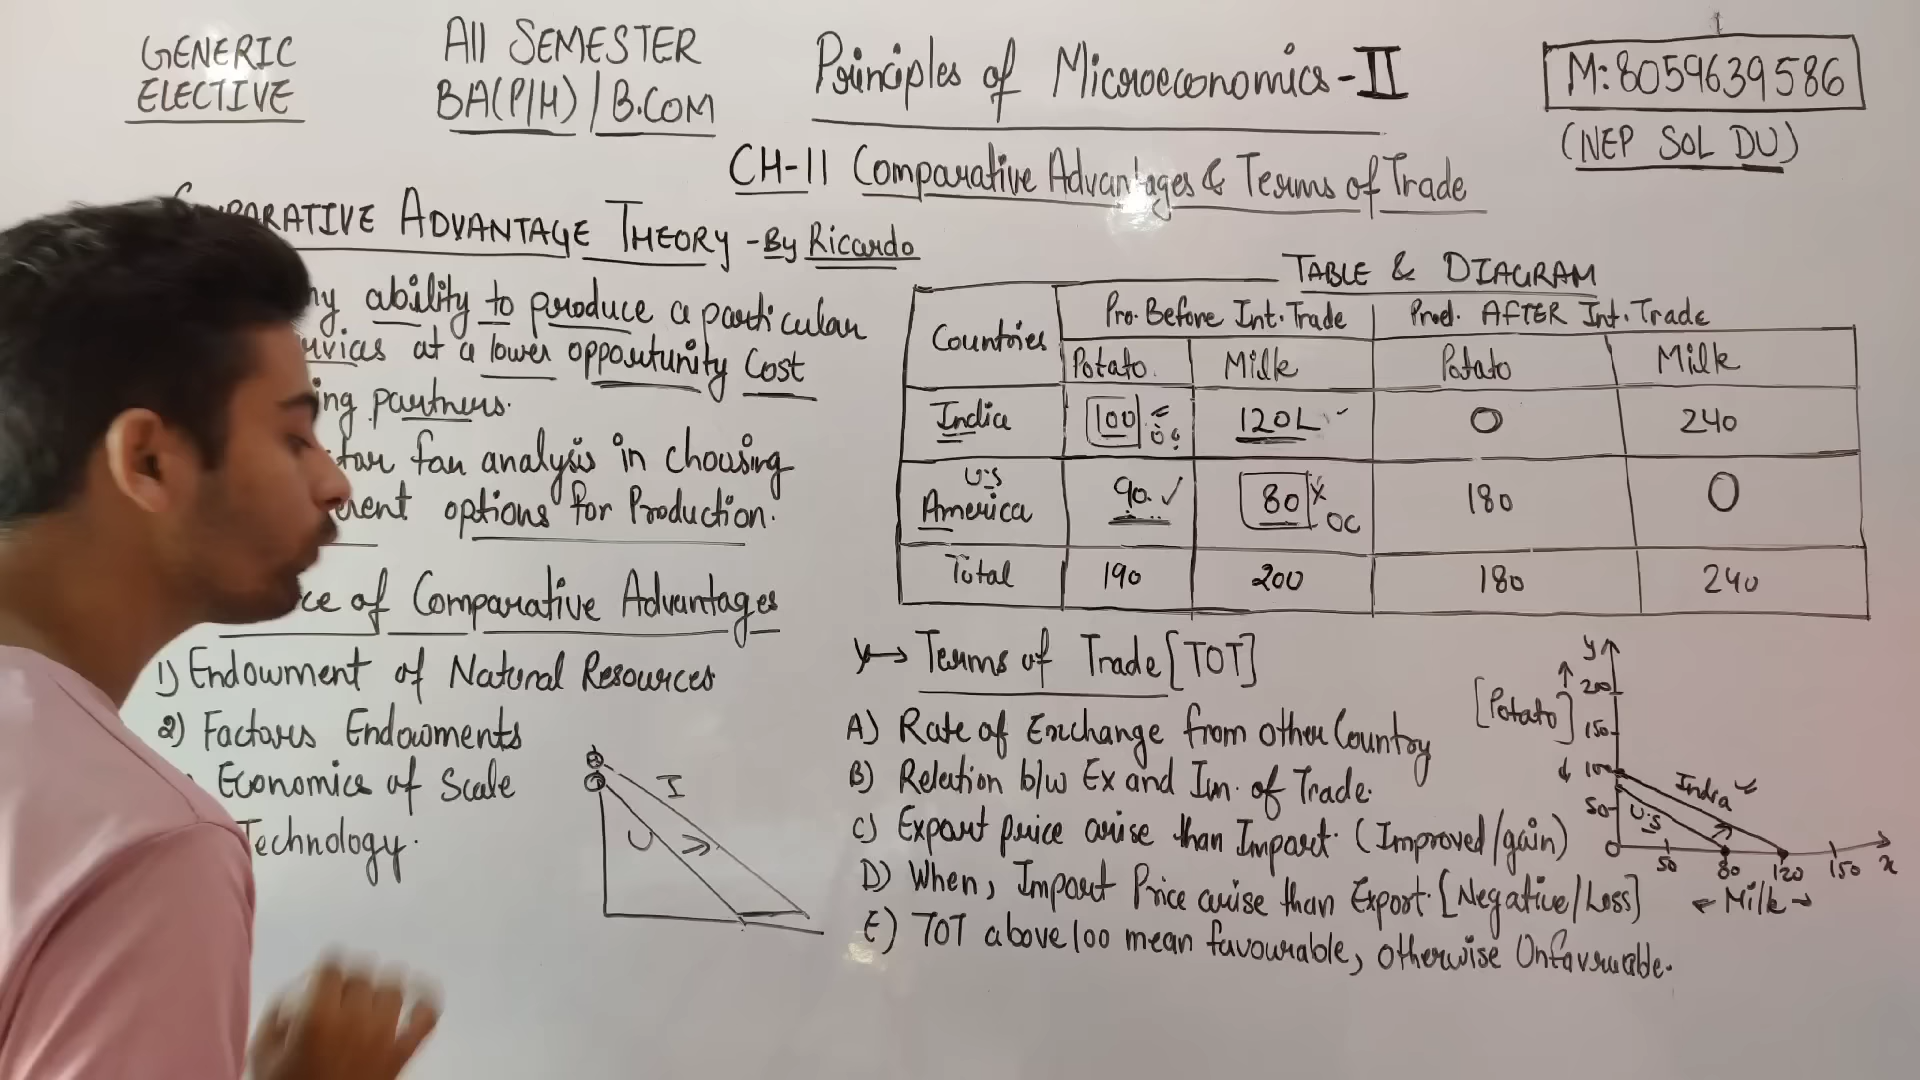 GENERIC
ELECTIVE
All SEMESTER
BA(P/H) / B.COM
Principles of Microeconomics-II
M:8059639586
(NEP SOL DU)
CH-11 Comparative Advantages & Terms of Trade
ADVANTAGE THEORY - By Ricardo
ability to produce a particular
at a lower opportunity Cost
partners.
for analysis in choosing
options for Production.
of Comparative Advantages
1) Endowment of Natural Resources
2) Factors Endowments
Economics of Scale
Technology.
I
U
TABLE & DIAGRAM
Countries
Pro. Before Int. Trade
Prod. AFTER Int. Trade
Potato. Milk Potato Milk
India 100 120L 0 240
U.S
America 90 80 180 0
OC
Total 190 200 180 240
Terms of Trade [TOT]
A) Rate of Exchange from other Country
B) Relation b/w Ex and Im. of Trade.
C) Export price arise than Import. (Improved/gain)
D) When, Import Price arise than Export. [Negative/Loss]
E) TOT above 100 mean favourable, otherwise Unfavurable.
y
200
[Potato]
150
100
50
India
U.S
0 50 80 120 150 x
Milk